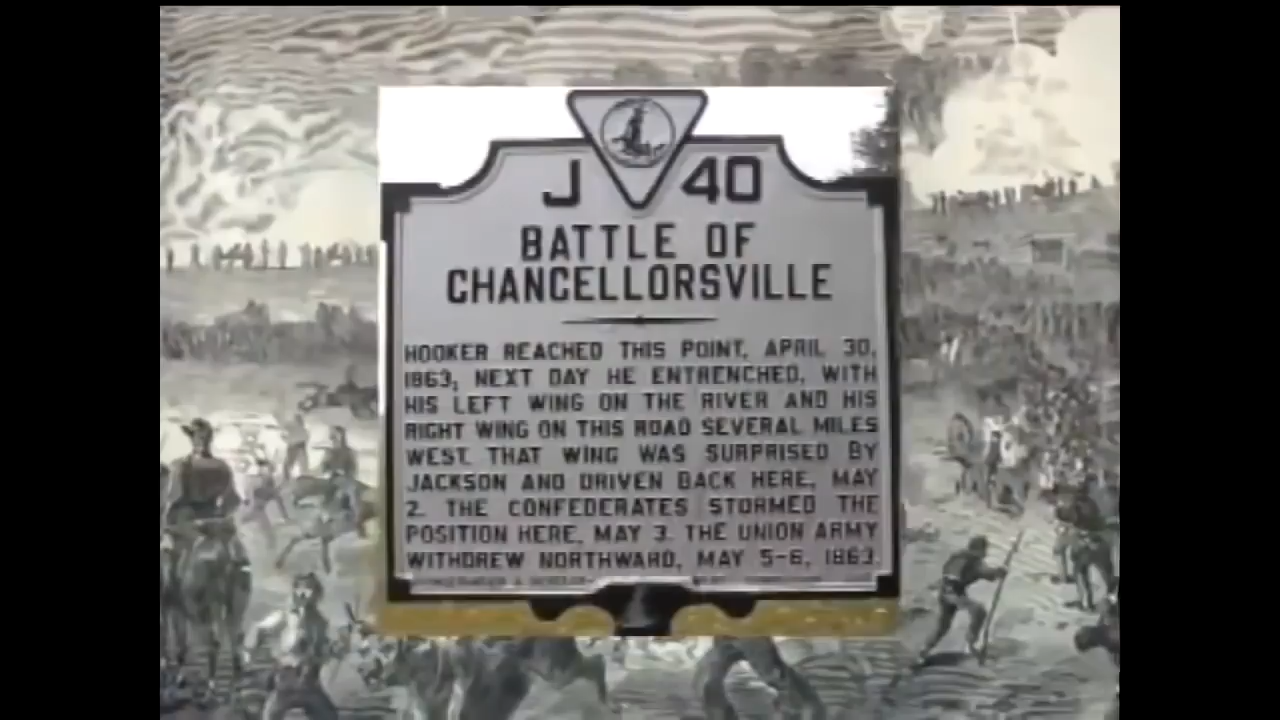 J 40
BATTLE OF
CHANCELLORSVILLE
HOOKER REACHED THIS POINT, APRIL 30,
1863; NEXT DAY HE ENTRENCHED, WITH
HIS LEFT WING ON THE RIVER AND HIS
RIGHT WING ON THIS ROAD SEVERAL MILES
WEST. THAT WING WAS SURPRISED BY
JACKSON AND DRIVEN BACK HERE, MAY
2. THE CONFEDERATES STORMED THE
POSITION HERE, MAY 3. THE UNION ARMY
WITHDREW NORTHWARD, MAY 5-6, 1863.